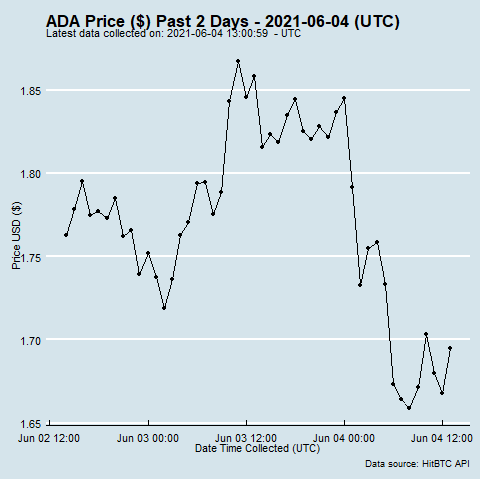 ADA Price ($) Past 2 Days - 2021-06-04 (UTC)
Latest data collected on: 2021-06-04 13:00:59  - UTC
Price USD ($)
1.85
1.80
1.75
1.70
1.65
Jun 02 12:00 Jun 03 00:00 Jun 03 12:00 Jun 04 00:00 Jun 04 12:00
Date Time Collected (UTC)
Data source: HitBTC API